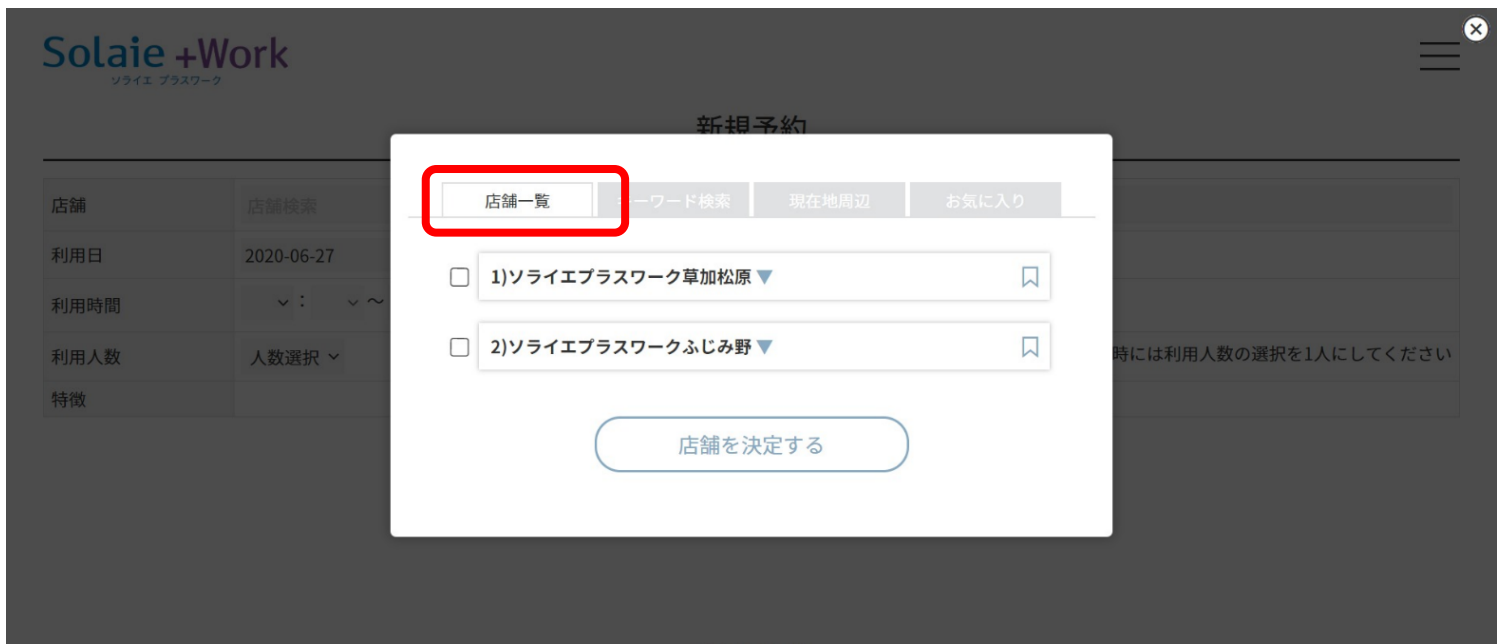 Solaie +Work
ソライエ プラスワーク
新規予約
店舗一覧
ーワード検索
現在地周辺
お気に入り
店舗
店舗検索
利用日
2020-06-27
1)ソライエプラスワーク草加松原▼
利用時間
： ～
2)ソライエプラスワークふじみ野▼
利用人数
人数選択
時には利用人数の選択を1人にしてください
特徴
店舗を決定する